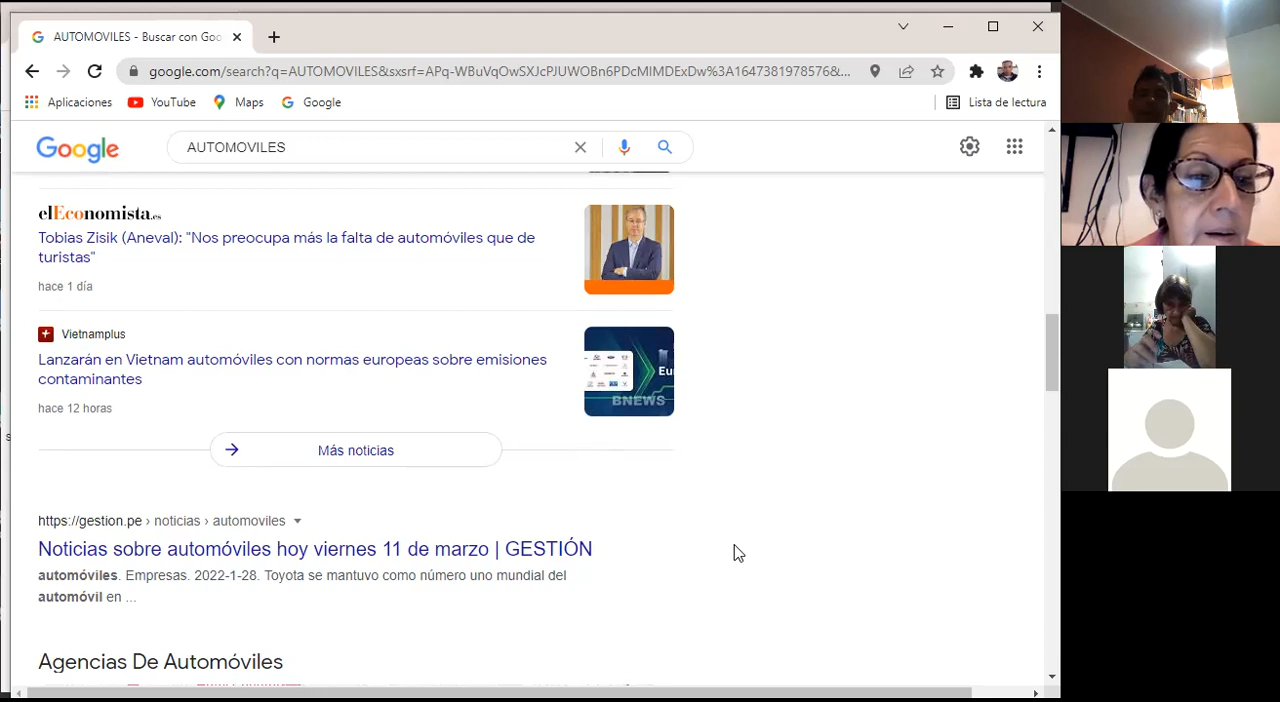 AUTOMOVILES - Buscar con Goo
google.com/search?q=AUTOMOVILES&sxsrf=APq-WBuVqOwSXJcPJUWOBn6PDcMIMDExDw%3A1647381978576&...
Aplicaciones YouTube Maps Google Lista de lectura
Google AUTOMOVILES
elEconomista.es
Tobias Zisik (Aneval): "Nos preocupa más la falta de automóviles que de
turistas"
hace 1 día
Vietnamplus
Lanzarán en Vietnam automóviles con normas europeas sobre emisiones
contaminantes
hace 12 horas
Eu
BNEWS
Más noticias
https://gestion.pe › noticias › automoviles
Noticias sobre automóviles hoy viernes 11 de marzo | GESTIÓN
automóviles. Empresas. 2022-1-28. Toyota se mantuvo como número uno mundial del
automóvil en ...
Agencias De Automóviles